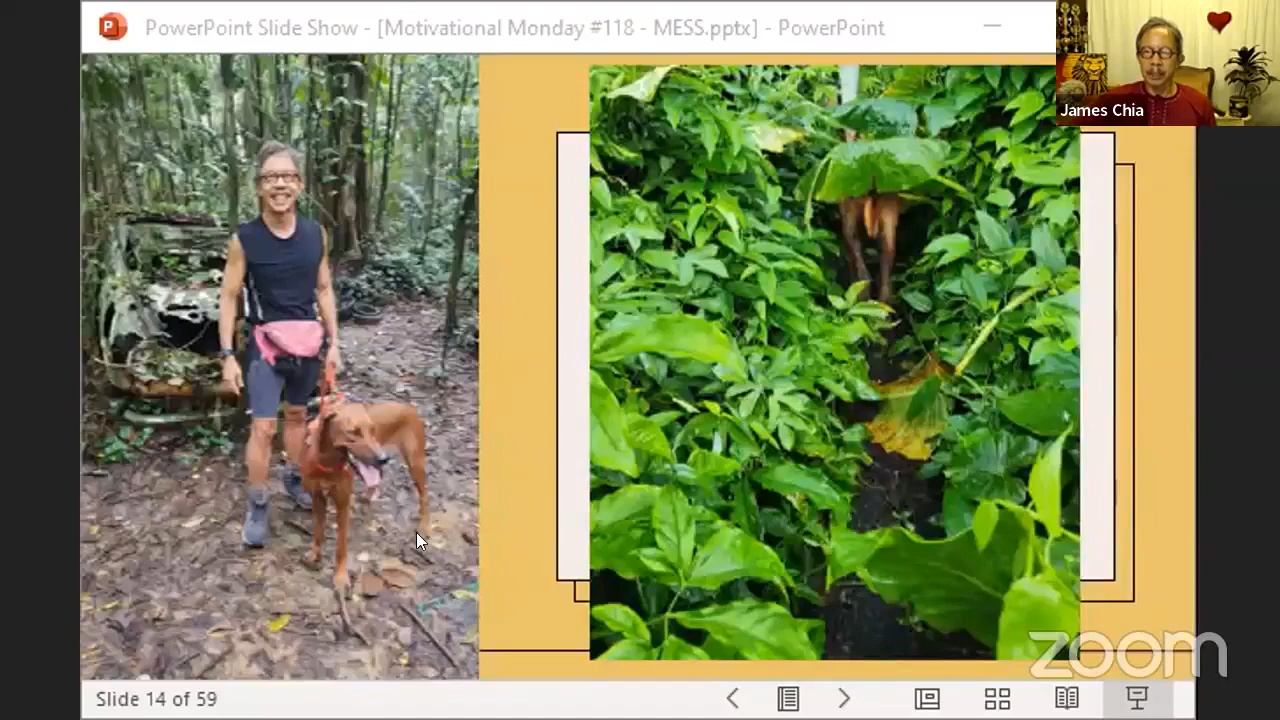 PowerPoint Slide Show - [Motivational Monday #118 - MESS.pptx] - PowerPoint
James Chia
zoom
Slide 14 of 59